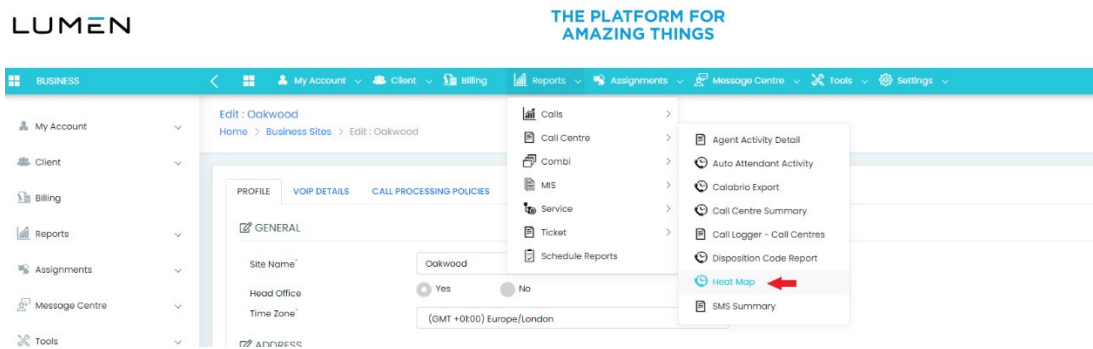 LUMEN
THE PLATFORM FOR
AMAZING THINGS
BUSINESS
My Account Client Billing Reports Assignments Message Centre Tools Settings
My Account
Client
Billing
Reports
Assignments
Message Centre
Tools
Edit : Oakwood
Home > Business Sites > Edit : Oakwood
PROFILE VOIP DETAILS CALL PROCESSING POLICIES
GENERAL
Site Name* Oakwood
Head Office Yes No
Time Zone* (GMT +01:00) Europe/London
ADDRESS
Calls
Call Centre
Combi
MIS
Service
Ticket
Schedule Reports
Agent Activity Detail
Auto Attendant Activity
Calabrio Export
Call Centre Summary
Call Logger - Call Centres
Disposition Code Report
Heat Map
SMS Summary